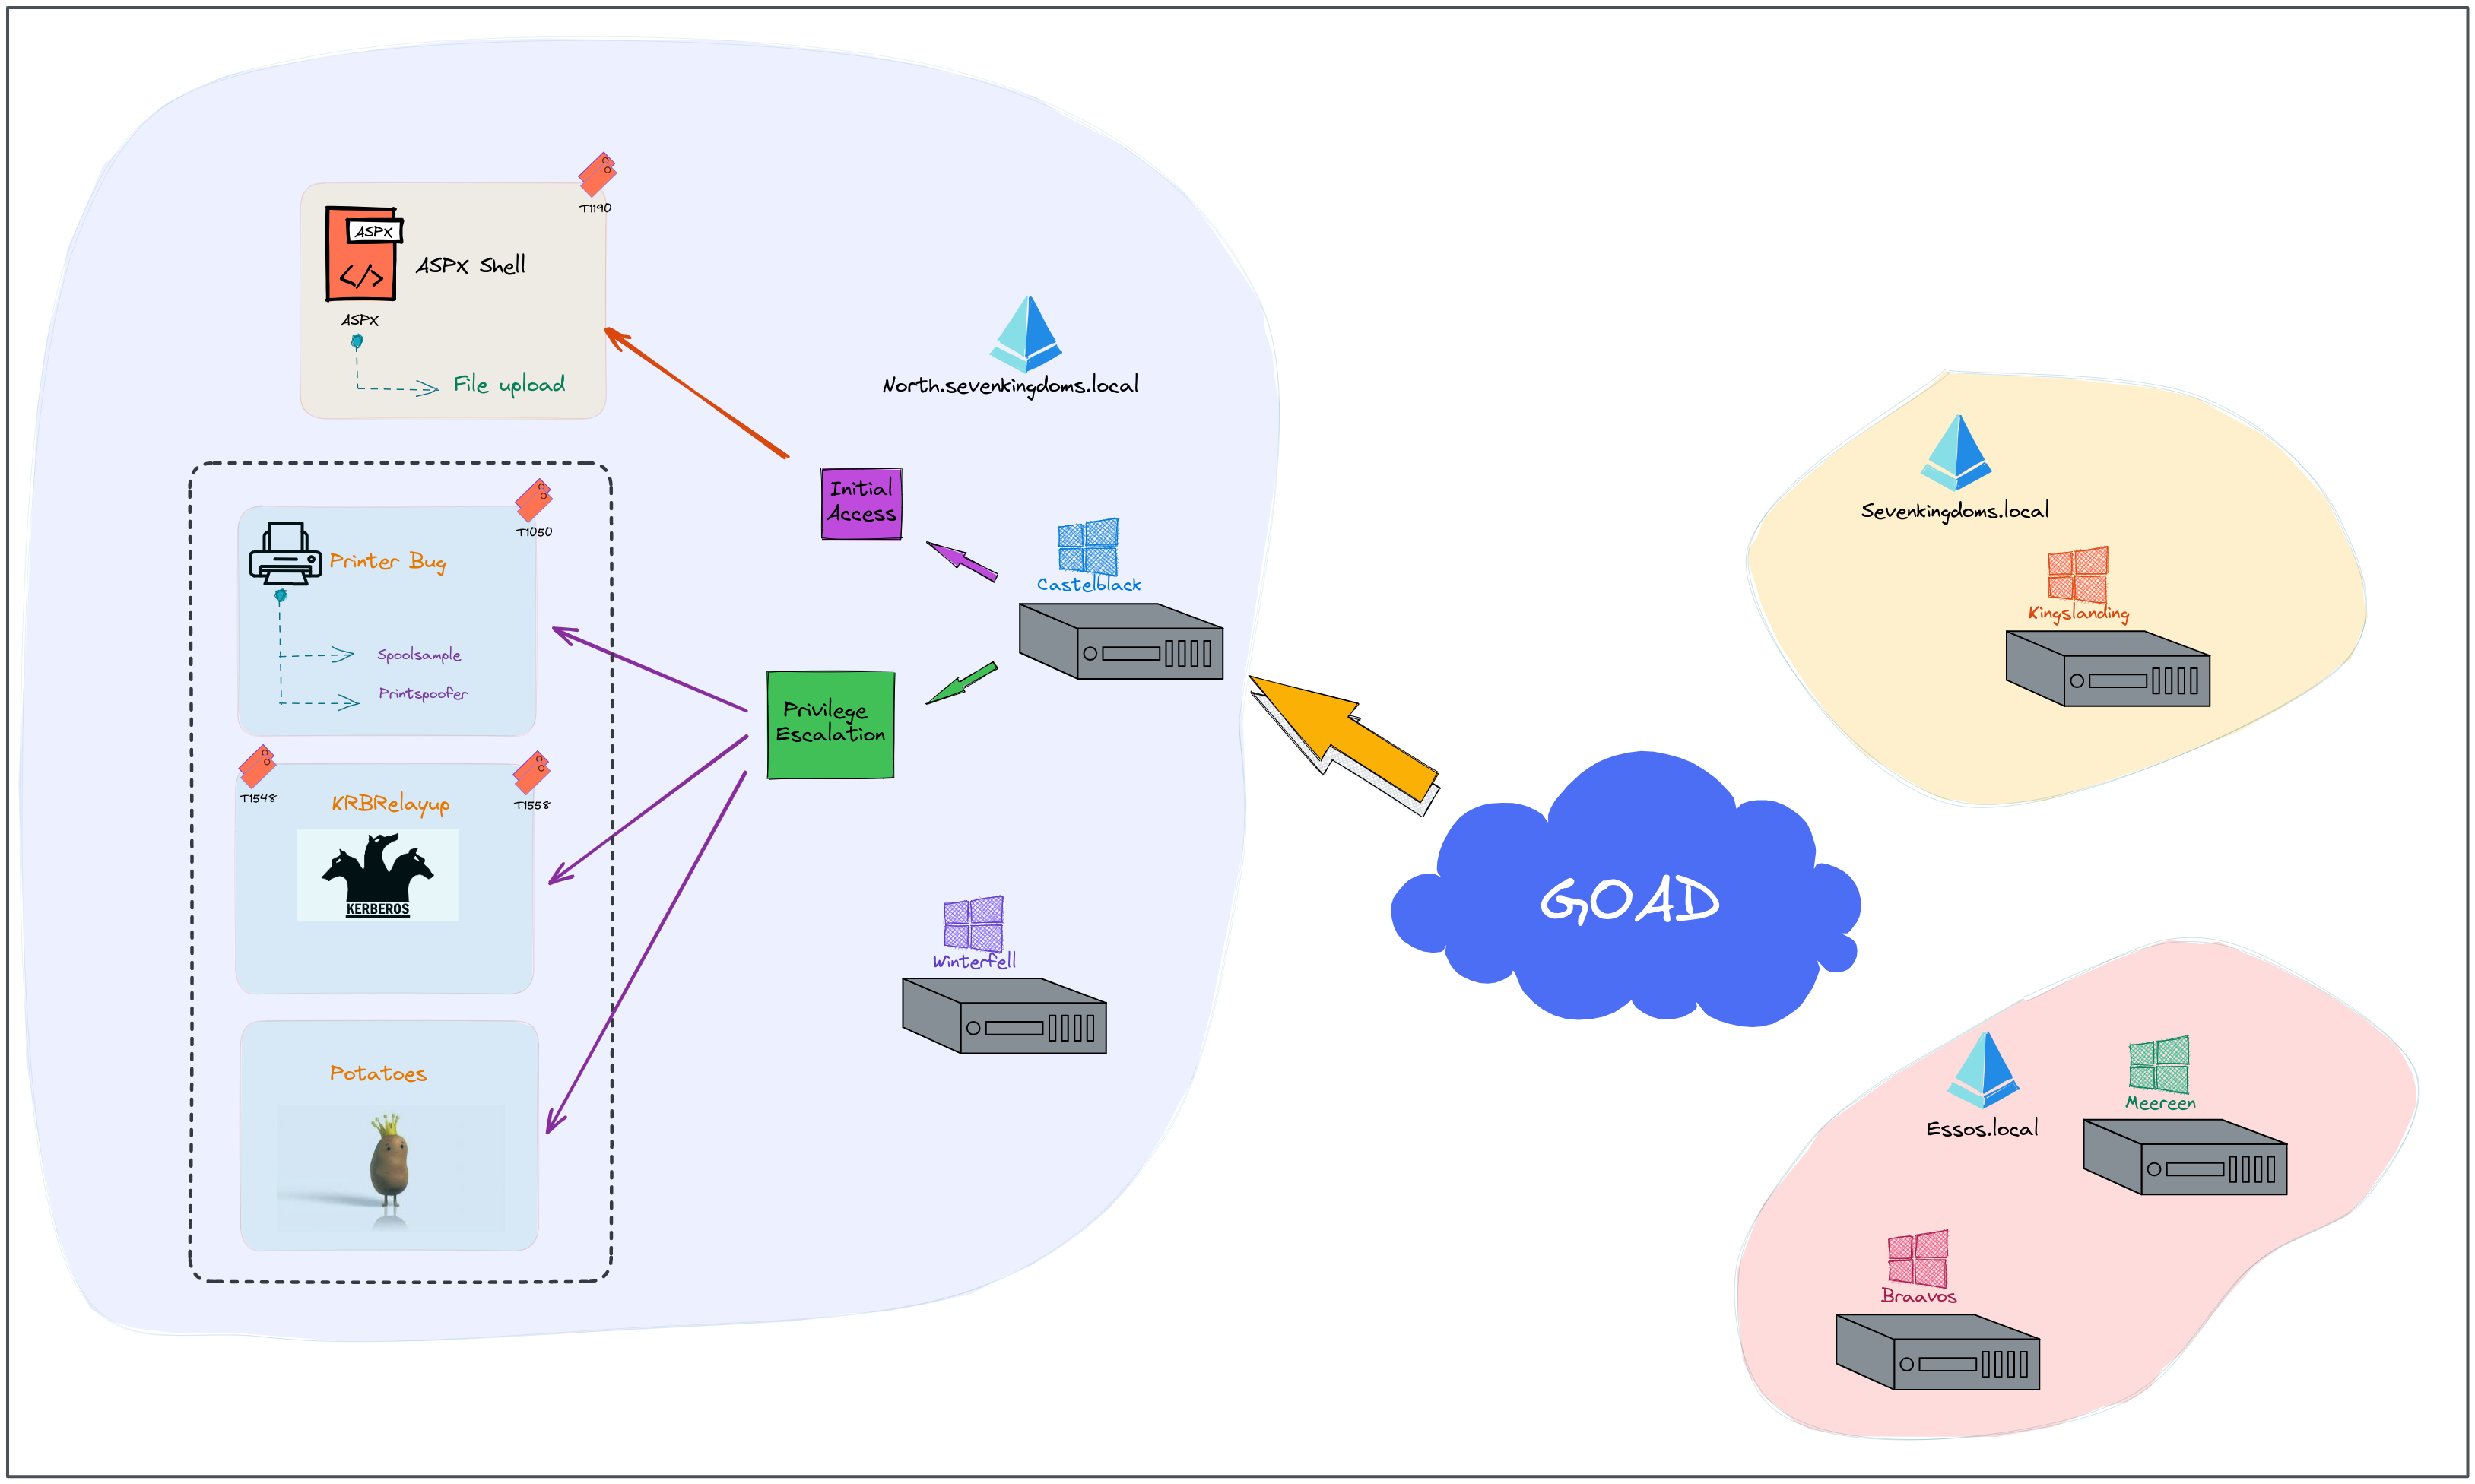 T1190
ASPX
</>
ASPX Shell
ASPX
File upload
North.sevenkingdoms.local
Initial
Access
Castelblack
T1050
Printer Bug
Spoolsample
Printspoofer
Privilege
Escalation
T1548
T1558
KRBRelayup
KERBEROS
Potatoes
Winterfell
GOAD
Sevenkingdoms.local
Kingslanding
Essos.local
Meereen
Braavos